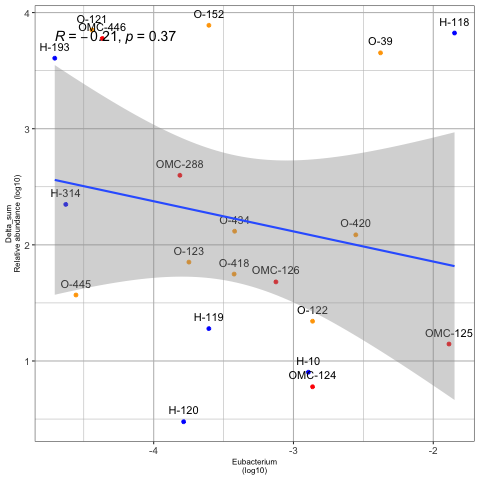 4
3
2
1
Delta_sum
Relative abundance (log10)
O-152
O-121
OMC-446
R = −0.21, p = 0.37
H-193
H-118
O-39
OMC-288
H-314
O-434
O-420
O-123
O-418
OMC-126
O-445
O-122
H-119
OMC-125
H-10
OMC-124
H-120
-4
-3
-2
Eubacterium
(log10)